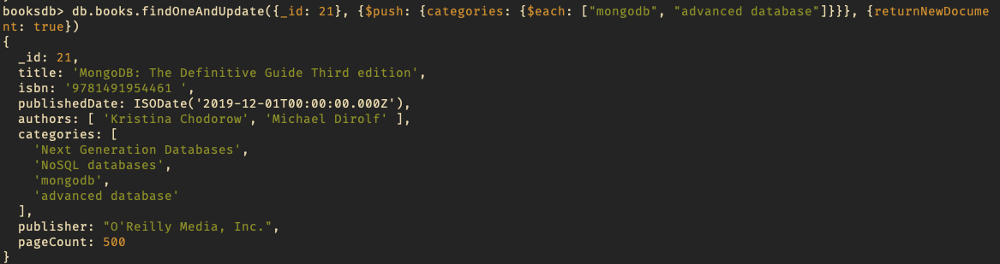 booksdb> db.books.findOneAndUpdate({_id: 21}, {$push: {categories: {$each: ["mongodb", "advanced database"]}}}, {returnNewDocume
nt: true})
{
  _id: 21,
  title: 'MongoDB: The Definitive Guide Third edition',
  isbn: '9781491954461 ',
  publishedDate: ISODate('2019-12-01T00:00:00.000Z'),
  authors: [ 'Kristina Chodorow', 'Michael Dirolf' ],
  categories: [
    'Next Generation Databases',
    'NoSQL databases',
    'mongodb',
    'advanced database'
  ],
  publisher: "O'Reilly Media, Inc.",
  pageCount: 500
}